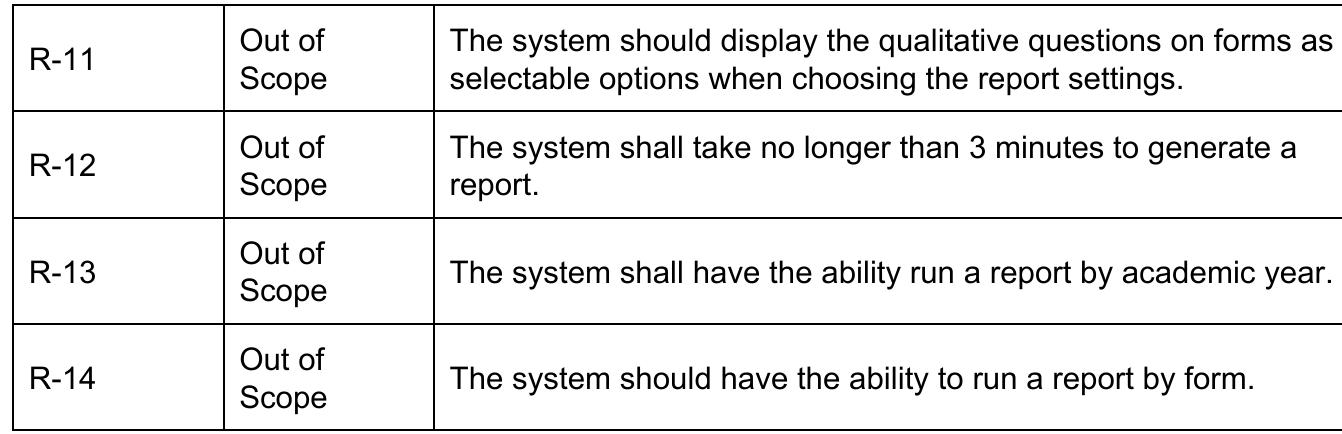 R-11
Out of
Scope
The system should display the qualitative questions on forms as
selectable options when choosing the report settings.
R-12
Out of
Scope
The system shall take no longer than 3 minutes to generate a
report.
R-13
Out of
Scope
The system shall have the ability run a report by academic year.
R-14
Out of
Scope
The system should have the ability to run a report by form.